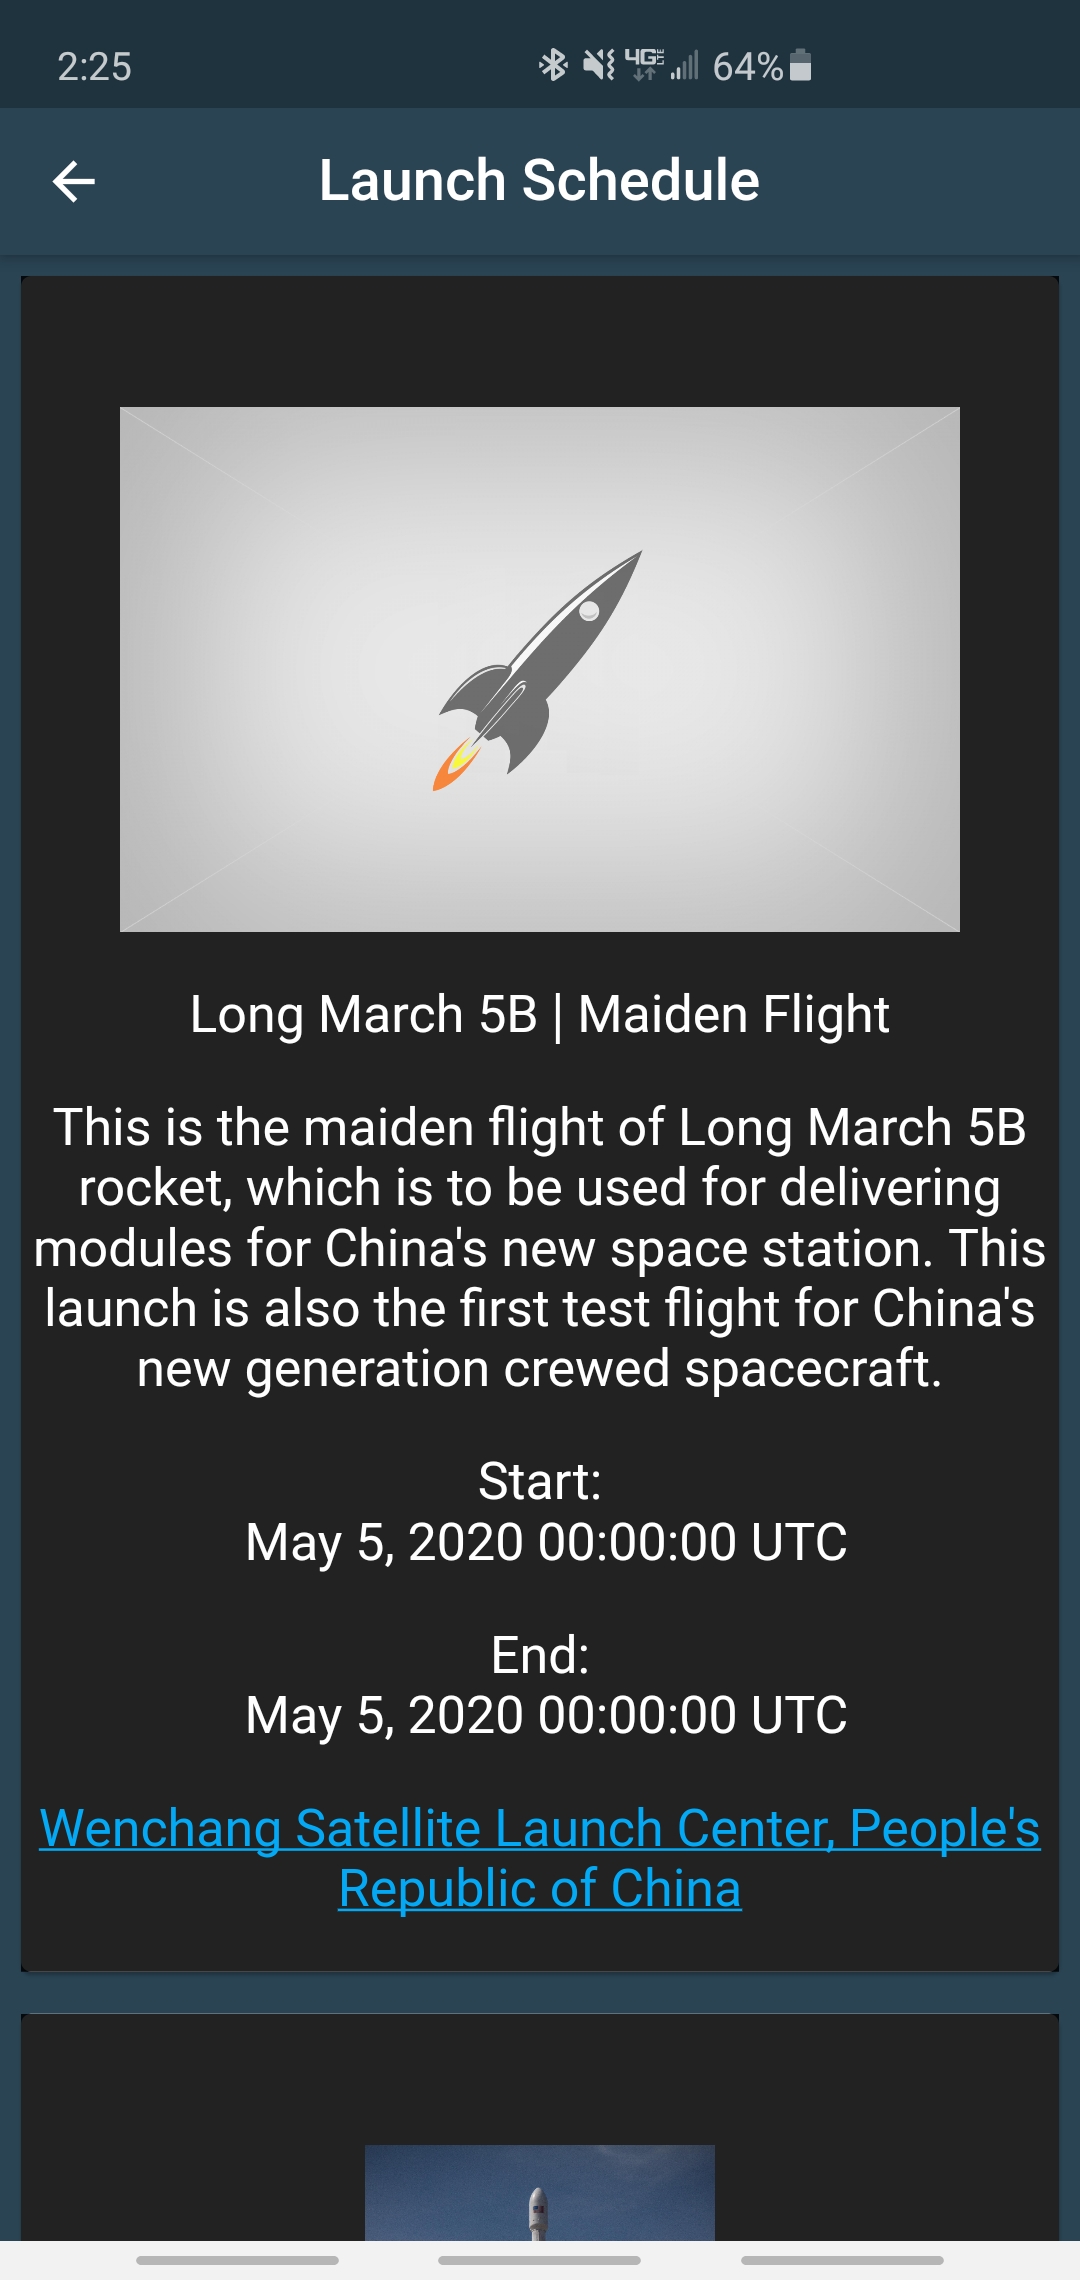 2:25 4G LTE 64%
Launch Schedule
Long March 5B | Maiden Flight
This is the maiden flight of Long March 5B
rocket, which is to be used for delivering
modules for China's new space station. This
launch is also the first test flight for China's
new generation crewed spacecraft.
Start:
May 5, 2020 00:00:00 UTC
End:
May 5, 2020 00:00:00 UTC
Wenchang Satellite Launch Center, People's
Republic of China